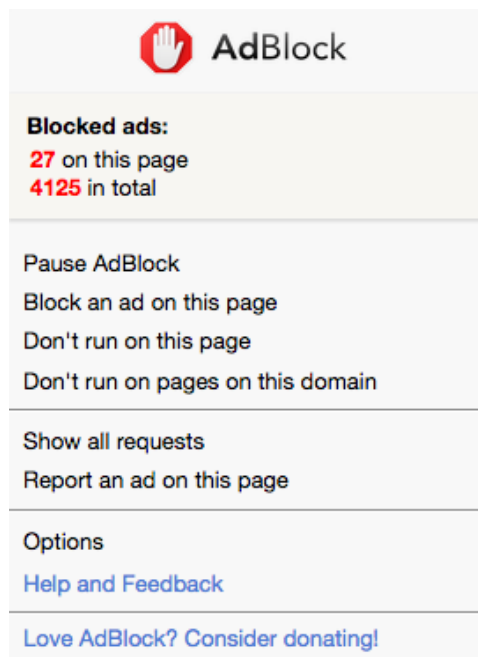 AdBlock
Blocked ads:
27 on this page
4125 in total
Pause AdBlock
Block an ad on this page
Don't run on this page
Don't run on pages on this domain
Show all requests
Report an ad on this page
Options
Help and Feedback
Love AdBlock? Consider donating!